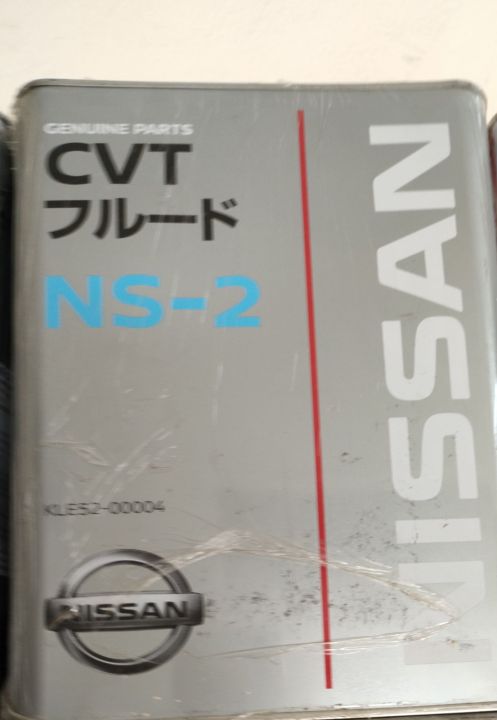 GENUINE PARTS
CVT
フルード
NS-2
KLE52-00004
NISSAN
NISSAN